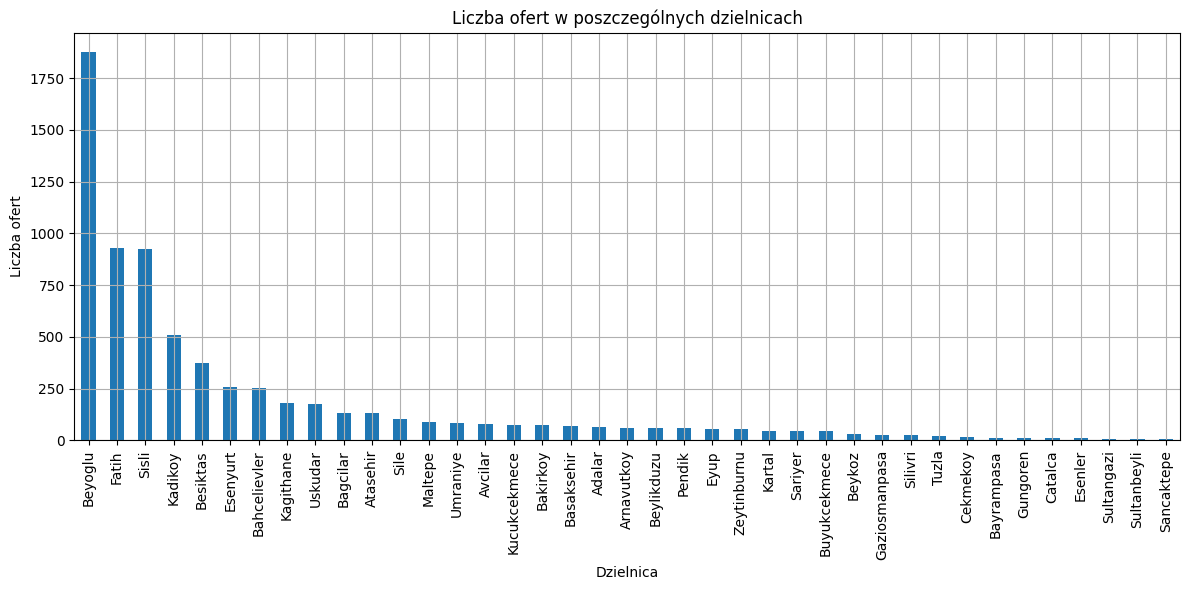 Liczba ofert w poszczególnych dzielnicach
Liczba ofert
1750
1500
1250
1000
750
500
250
0
Beyoglu
Fatih
Sisli
Kadikoy
Besiktas
Esenyurt
Bahcelievler
Kagithane
Uskudar
Bagcilar
Atasehir
Sile
Maltepe
Umraniye
Avcilar
Kucukcekmece
Bakirkoy
Basaksehir
Adalar
Arnavutkoy
Beylikduzu
Pendik
Eyup
Zeytinburnu
Kartal
Sariyer
Buyukcekmece
Beykoz
Gaziosmanpasa
Silivri
Tuzla
Cekmekoy
Bayrampasa
Gungoren
Catalca
Esenler
Sultangazi
Sultanbeyli
Sancaktepe
Dzielnica